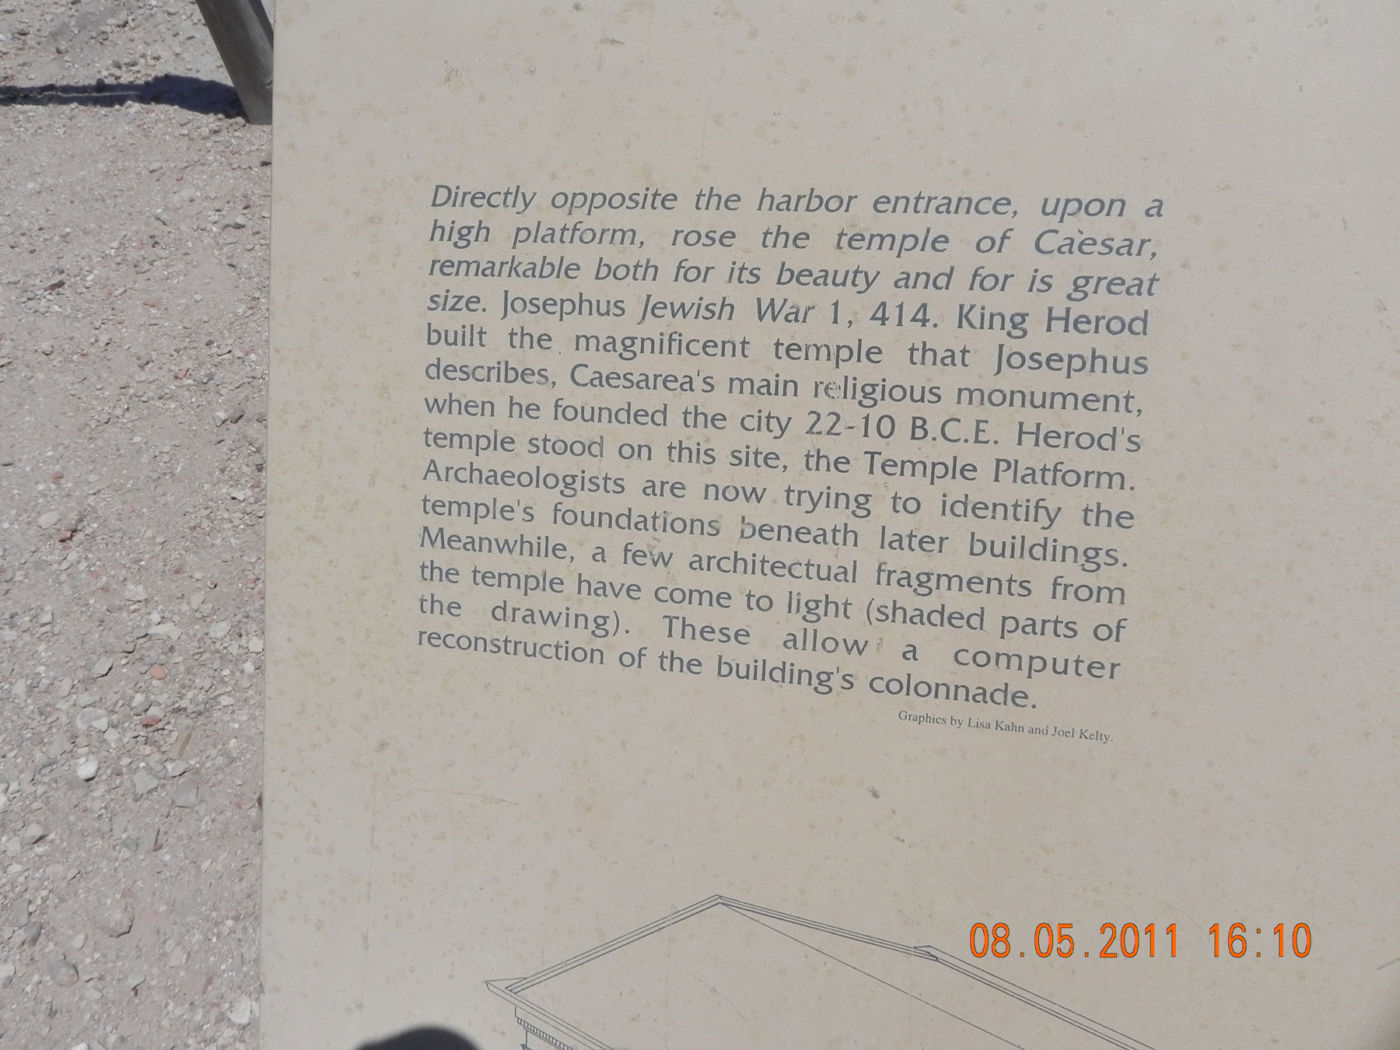 Directly opposite the harbor entrance, upon a
high platform, rose the temple of Caesar,
remarkable both for its beauty and for is great
size. Josephus Jewish War 1, 414. King Herod
built the magnificent temple that Josephus
describes, Caesarea's main religious monument,
when he founded the city 22-10 B.C.E. Herod's
temple stood on this site, the Temple Platform.
Archaeologists are now trying to identify the
temple's foundations beneath later buildings.
Meanwhile, a few architectual fragments from
the temple have come to light (shaded parts of
the drawing). These allow a computer
reconstruction of the building's colonnade.
Graphics by Lisa Kahn and Joel Kelty.
08.05.2011 16:10